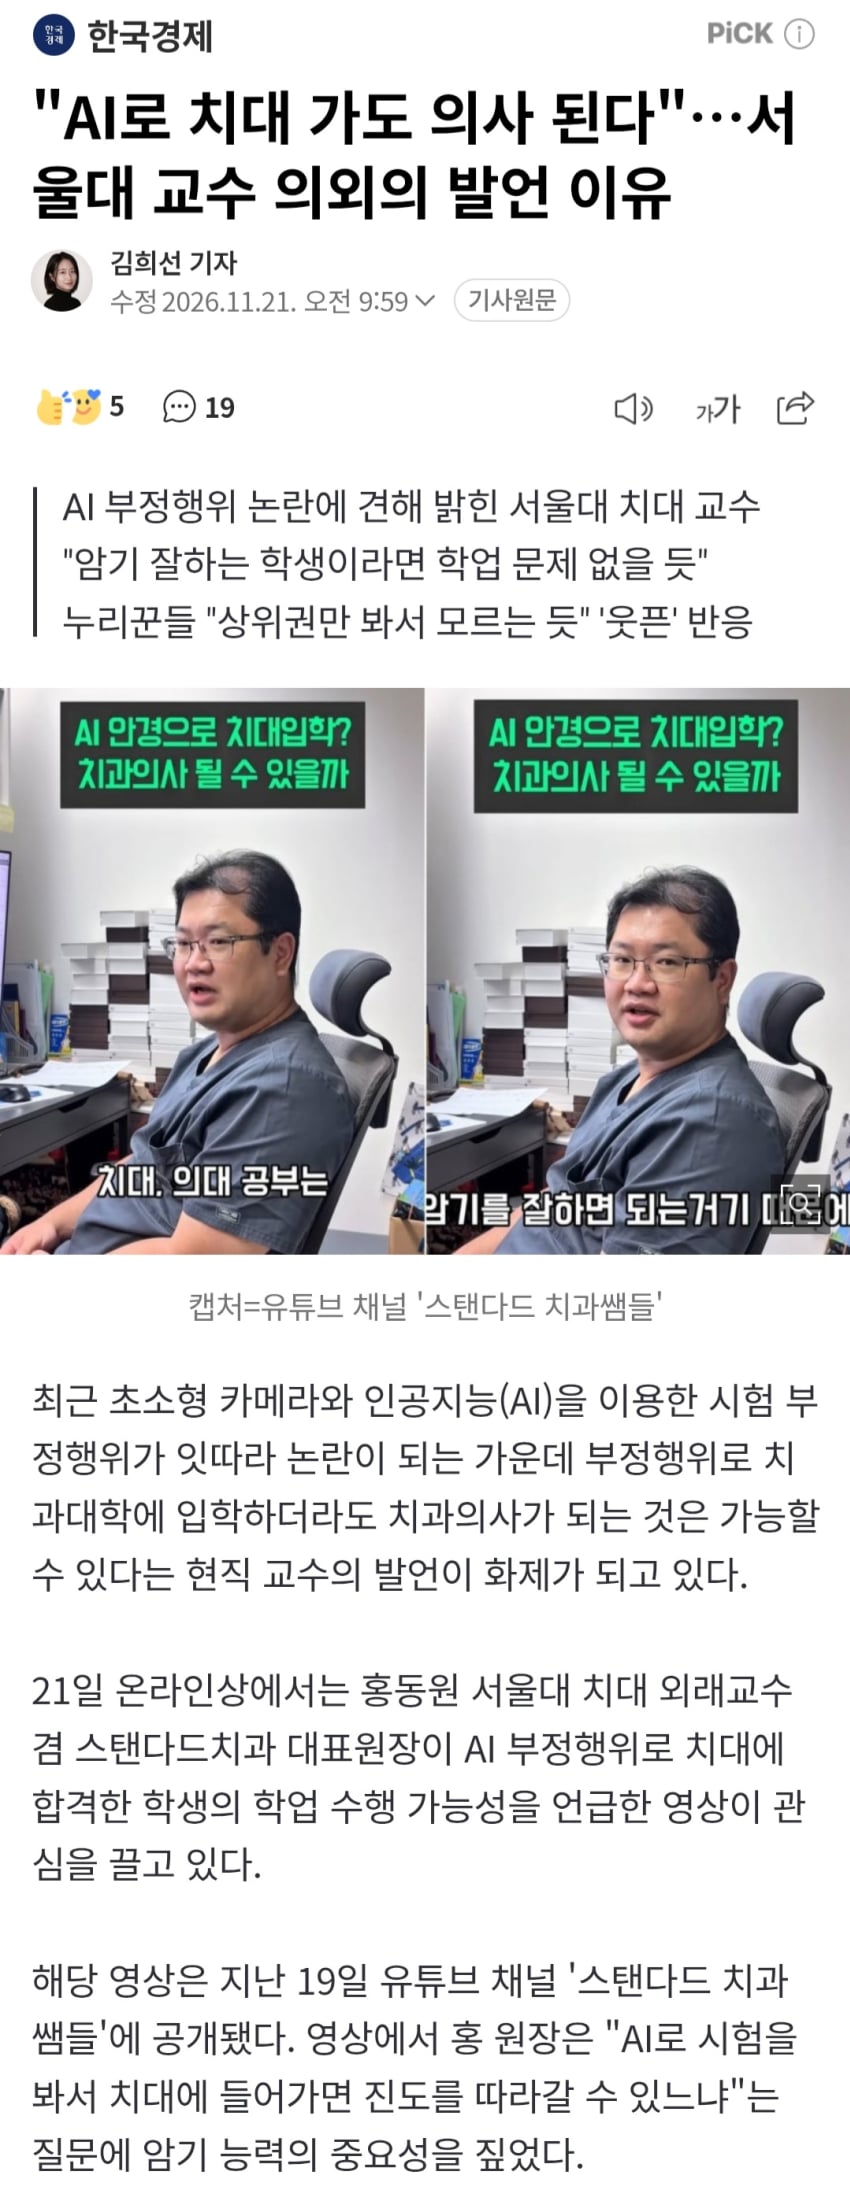 한국
경제
한국경제
PiCK
"AI로 치대 가도 의사 된다"…서
울대 교수 의외의 발언 이유
김희선 기자
수정 2026.11.21. 오전 9:59
기사원문
5
19
가가
AI 부정행위 논란에 견해 밝힌 서울대 치대 교수
"암기 잘하는 학생이라면 학업 문제 없을 듯"
누리꾼들 "상위권만 봐서 모르는 듯" '웃픈' 반응
AI 안경으로 치대입학?
치과의사 될 수 있을까
치대, 의대 공부는
AI 안경으로 치대입학?
치과의사 될 수 있을까
암기를 잘하면 되는거기 때문에
캡처=유튜브 채널 '스탠다드 치과쌤들'
최근 초소형 카메라와 인공지능(AI)을 이용한 시험 부
정행위가 잇따라 논란이 되는 가운데 부정행위로 치
과대학에 입학하더라도 치과의사가 되는 것은 가능할
수 있다는 현직 교수의 발언이 화제가 되고 있다.
21일 온라인상에서는 홍동원 서울대 치대 외래교수
겸 스탠다드치과 대표원장이 AI 부정행위로 치대에
합격한 학생의 학업 수행 가능성을 언급한 영상이 관
심을 끌고 있다.
해당 영상은 지난 19일 유튜브 채널 '스탠다드 치과
쌤들'에 공개됐다. 영상에서 홍 원장은 "AI로 시험을
봐서 치대에 들어가면 진도를 따라갈 수 있느냐"는
질문에 암기 능력의 중요성을 짚었다.